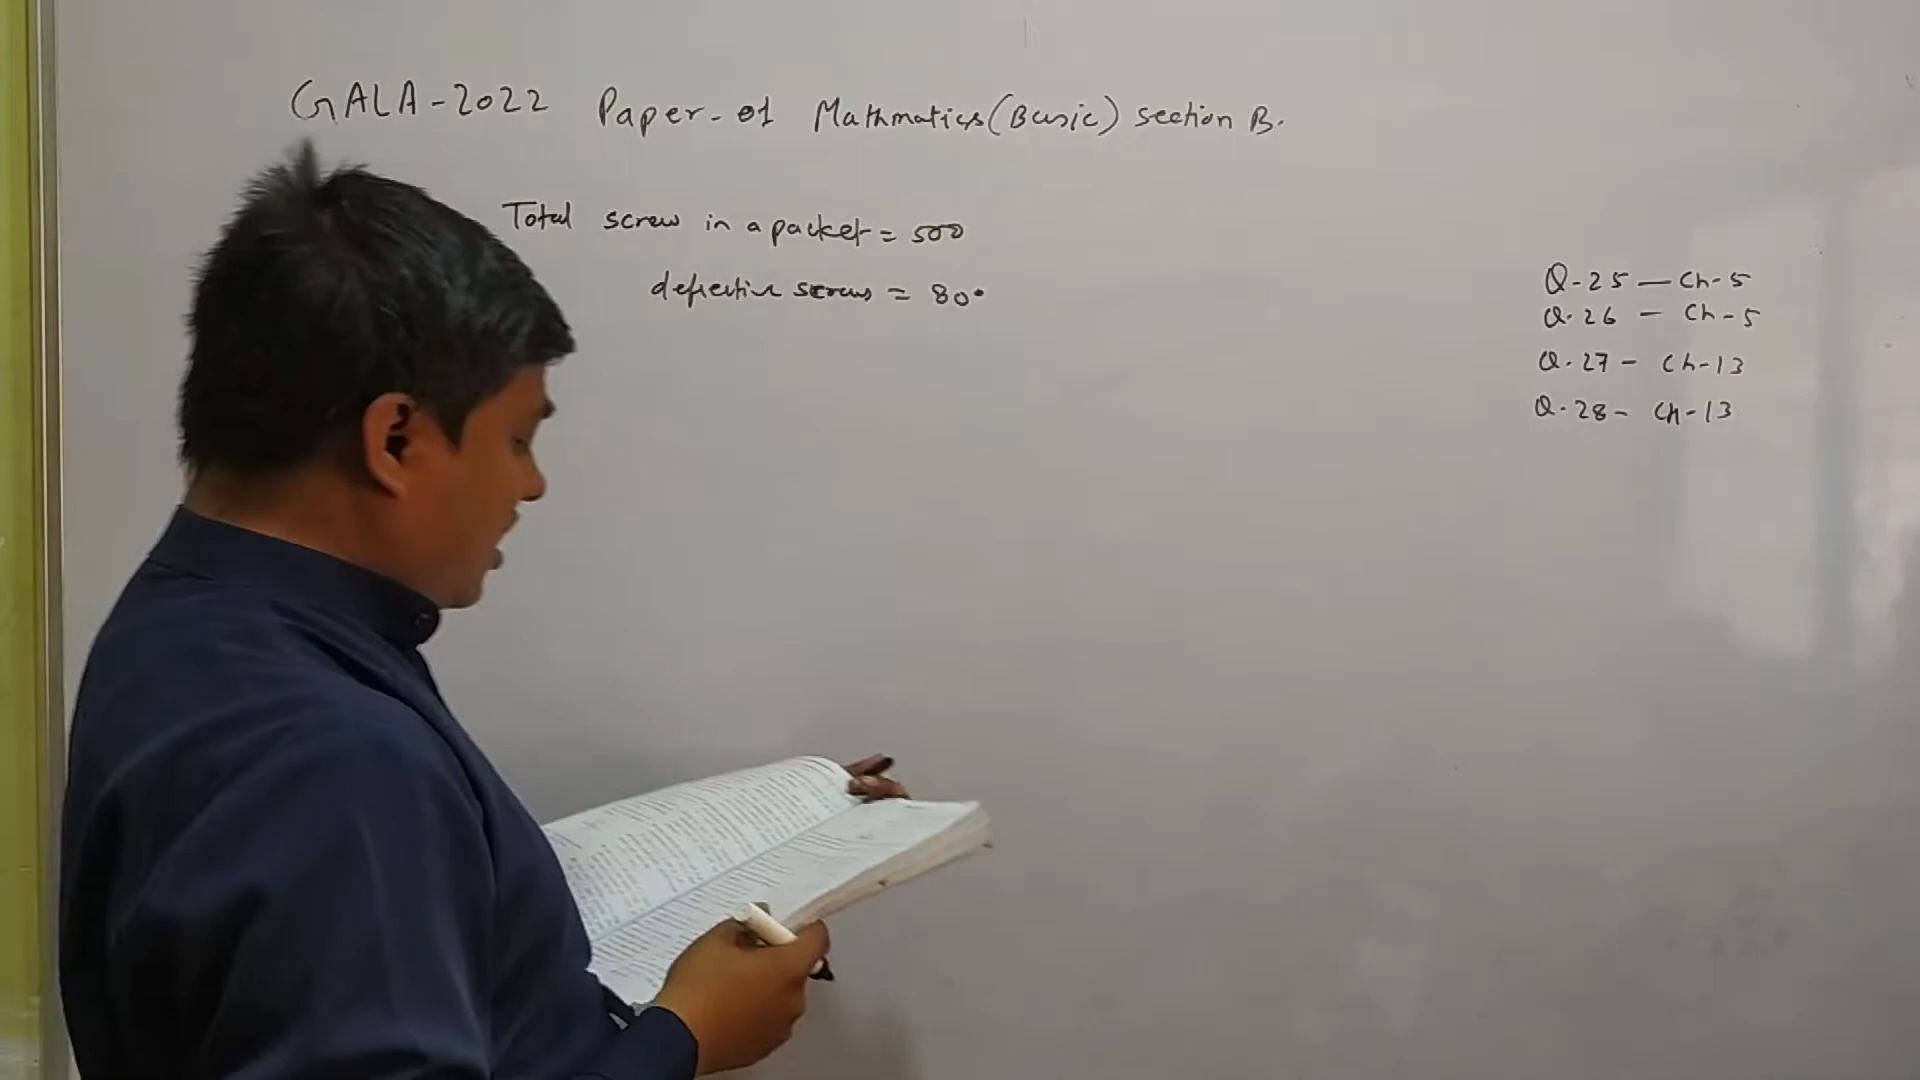 GALA-2022 Paper-of Mathmatics(Basic) section B.
Total screw in a packet = 500
defective screws = 80.
Q-25 — Ch-5
Q.26 — Ch-5
Q.27 - Ch-13
Q.28 - Ch-13